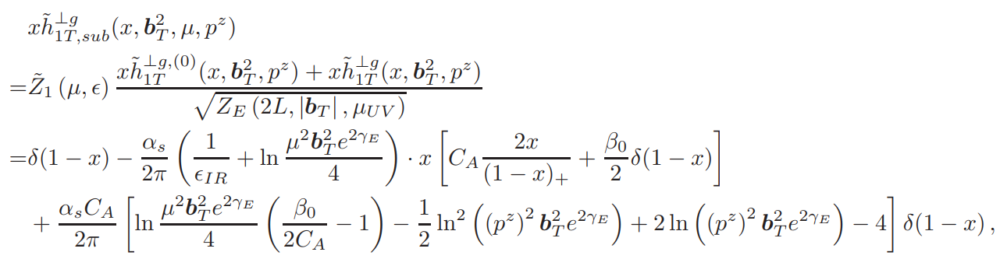 $x\tilde{h}_{1T,sub}^{\perp g}(x, \boldsymbol{b}_T^2, \mu, p^z)$
$=\tilde{Z}_1\left(\mu, \epsilon\right) \frac{x\tilde{h}_{1T}^{\perp g,(0)}(x, \boldsymbol{b}_T^2, p^z) + x\tilde{h}_{1T}^{\perp g}(x, \boldsymbol{b}_T^2, p^z)}{\sqrt{Z_E\left(2L, |\boldsymbol{b}_T|, \mu_{UV}\right)}}$
$=\delta(1-x) - \frac{\alpha_s}{2\pi}\left(\frac{1}{\epsilon_{IR}} + \ln\frac{\mu^2 \boldsymbol{b}_T^2 e^{2\gamma_E}}{4}\right) \cdot x\left[C_A \frac{2x}{(1-x)_+} + \frac{\beta_0}{2}\delta(1-x)\right]$
$+ \frac{\alpha_s C_A}{2\pi}\left[\ln\frac{\mu^2 \boldsymbol{b}_T^2 e^{2\gamma_E}}{4}\left(\frac{\beta_0}{2C_A} - 1\right) - \frac{1}{2}\ln^2\left((p^z)^2 \boldsymbol{b}_T^2 e^{2\gamma_E}\right) + 2\ln\left((p^z)^2 \boldsymbol{b}_T^2 e^{2\gamma_E}\right) - 4\right]\delta(1-x),$